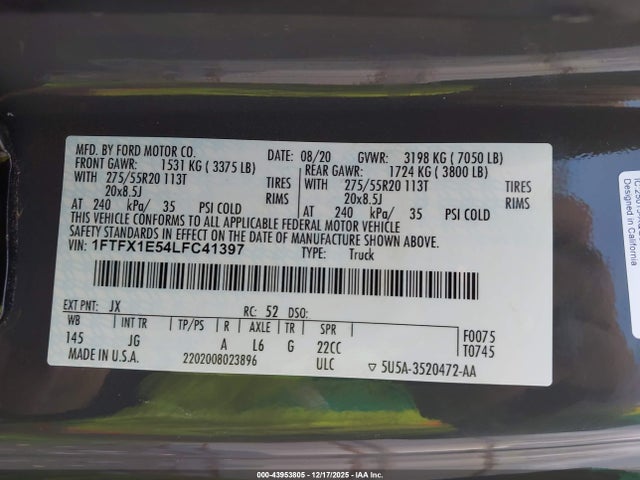 MFD. BY FORD MOTOR CO.
DATE: 08/20 GVWR: 3198 KG ( 7050 LB)
FRONT GAWR: 1531 KG ( 3375 LB)
REAR GAWR: 1724 KG ( 3800 LB)
WITH 275/55R20 113T TIRES
WITH 275/55R20 113T TIRES
20x8.5J RIMS
20x8.5J RIMS
AT 240 kPa/ 35 PSI COLD
AT 240 kPa/ 35 PSI COLD
THIS VEHICLE CONFORMS TO ALL APPLICABLE FEDERAL MOTOR VEHICLE
SAFETY STANDARDS IN EFFECT ON THE DATE OF MANUFACTURE SHOWN ABOVE.
VIN: 1FTFX1E54LFC41397 TYPE: Truck
EXT PNT: JX RC: 52 DSO:
WB INT TR TP/PS R AXLE TR SPR F0075
145 JG A L6 G 22CC T0745
MADE IN U.S.A. 2202008023896 ULC ▽ 5U5A-3520472-AA
Designed in California
#00-43953805 - 12/17/2025 - IAA Inc.